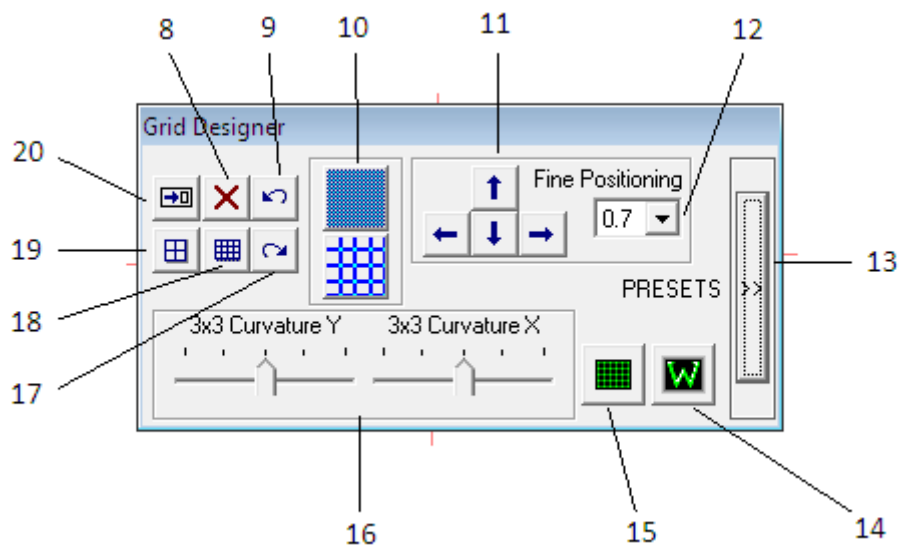 8 9 10 11 12
Grid Designer
20
Fine Positioning
0.7
19
13
PRESETS
>>
18
3x3 Curvature Y 3x3 Curvature X
17
W
16 15 14